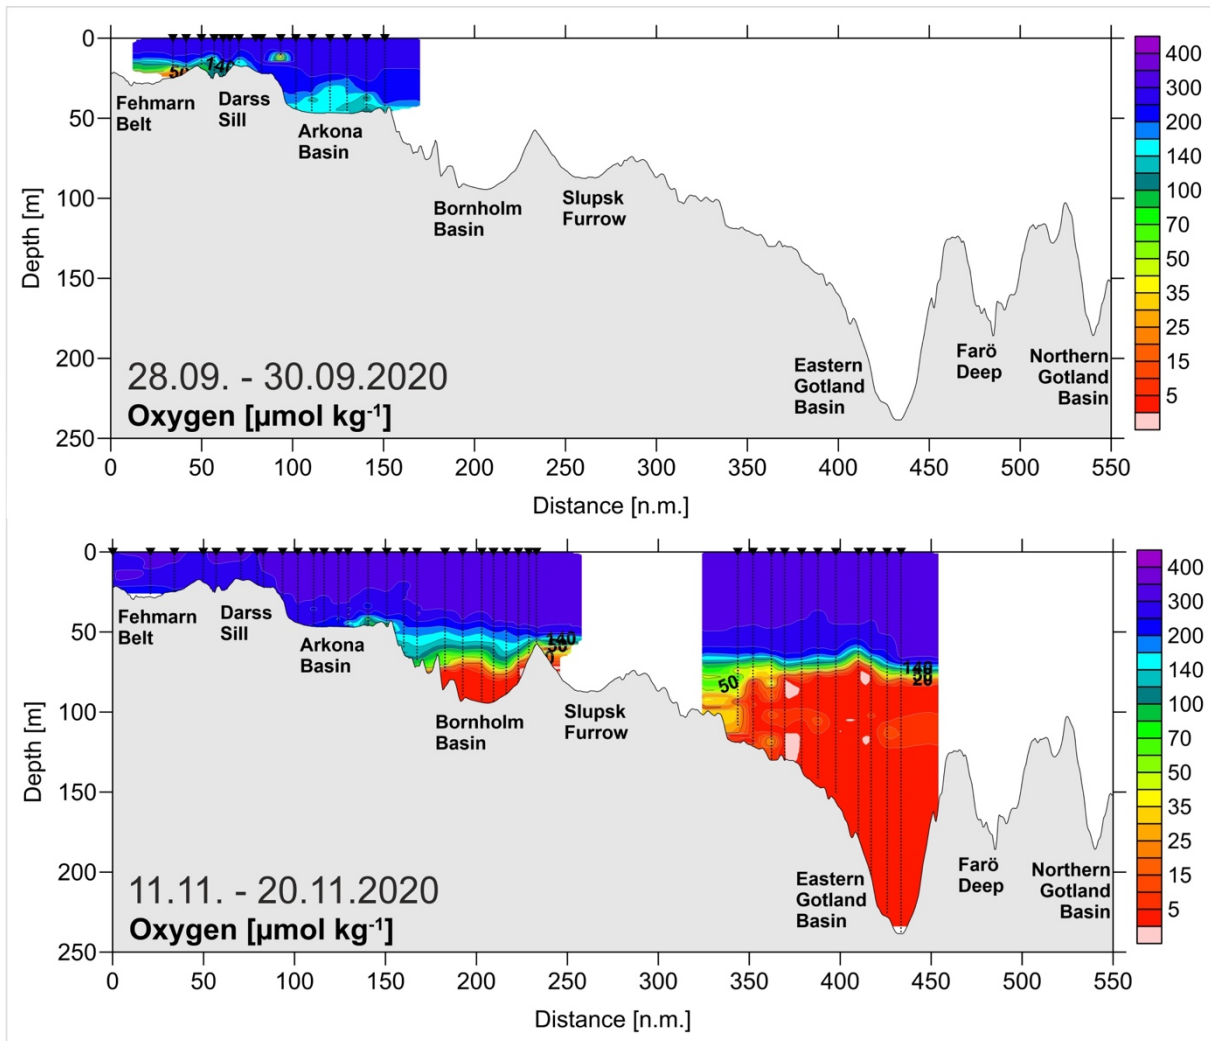 0
50
100
150
200
250
Depth [m]
50
140
Fehmarn
Belt
Darss
Sill
Arkona
Basin
Bornholm
Basin
Slupsk
Furrow
Eastern
Gotland
Basin
Farö
Deep
Northern
Gotland
Basin
28.09. - 30.09.2020
Oxygen [µmol kg⁻¹]
0 50 100 150 200 250 300 350 400 450 500 550
Distance [n.m.]
400
300
200
140
100
70
50
35
25
15
5
0
50
100
150
200
250
Depth [m]
140
50
140
50
20
Fehmarn
Belt
Darss
Sill
Arkona
Basin
Bornholm
Basin
Slupsk
Furrow
Eastern
Gotland
Basin
Farö
Deep
Northern
Gotland
Basin
11.11. - 20.11.2020
Oxygen [µmol kg⁻¹]
0 50 100 150 200 250 300 350 400 450 500 550
Distance [n.m.]
400
300
200
140
100
70
50
35
25
15
5